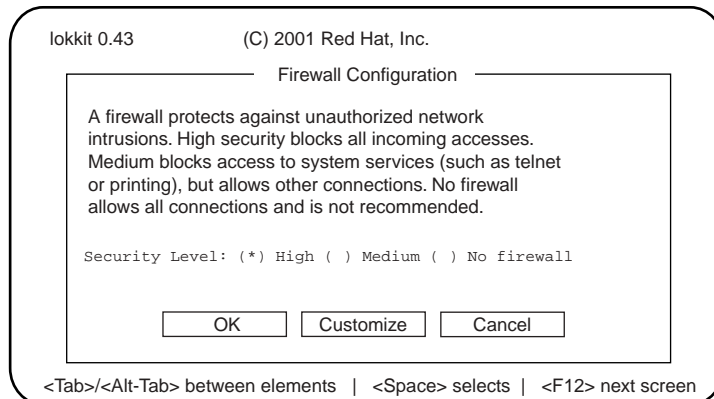 lokkit 0.43 (C) 2001 Red Hat, Inc.
Firewall Configuration
A firewall protects against unauthorized network
intrusions. High security blocks all incoming accesses.
Medium blocks access to system services (such as telnet
or printing), but allows other connections. No firewall
allows all connections and is not recommended.
Security Level: (*) High ( ) Medium ( ) No firewall
OK Customize Cancel
<Tab>/<Alt-Tab> between elements | <Space> selects | <F12> next screen